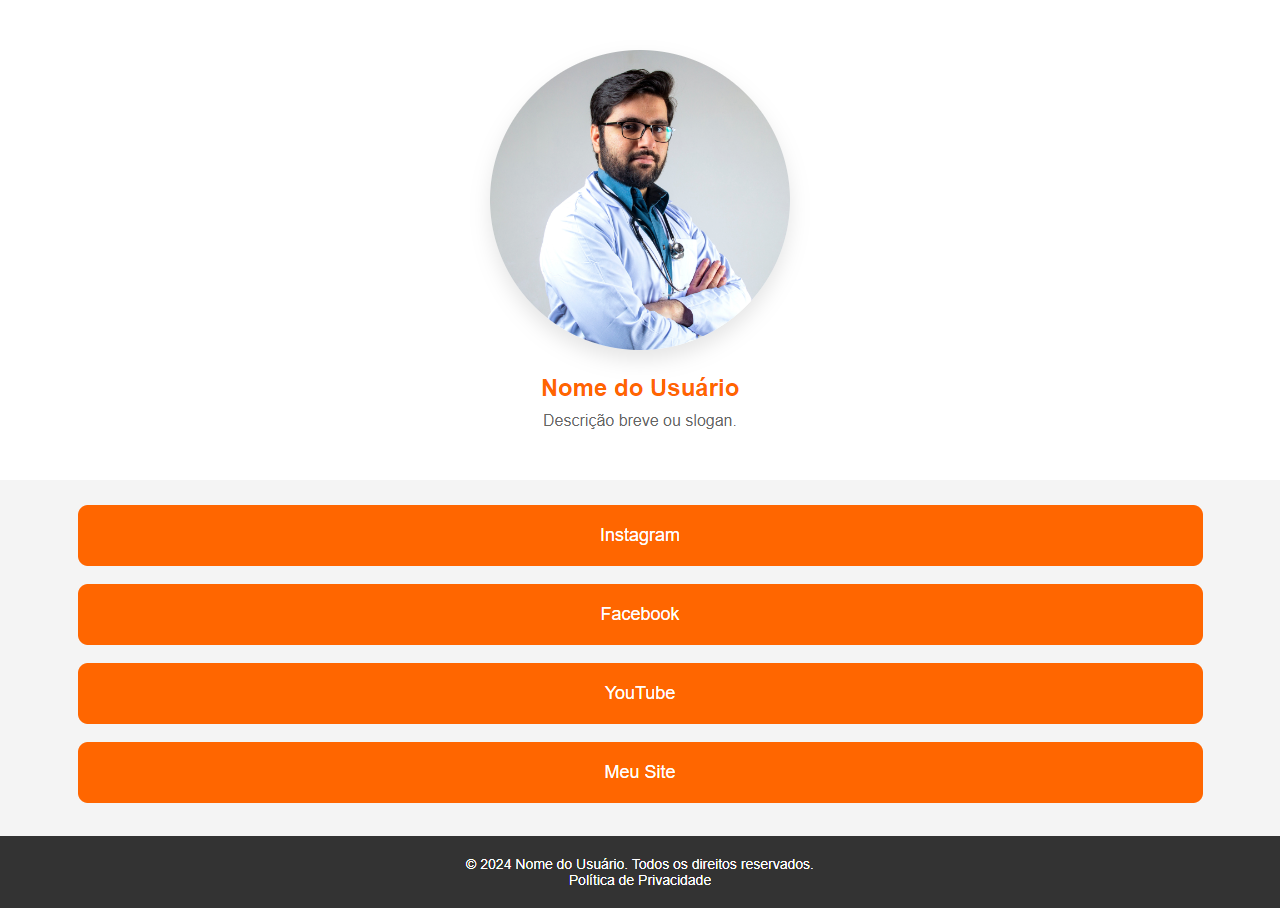 Nome do Usuário
Descrição breve ou slogan.
Instagram
Facebook
YouTube
Meu Site
© 2024 Nome do Usuário. Todos os direitos reservados.
Política de Privacidade